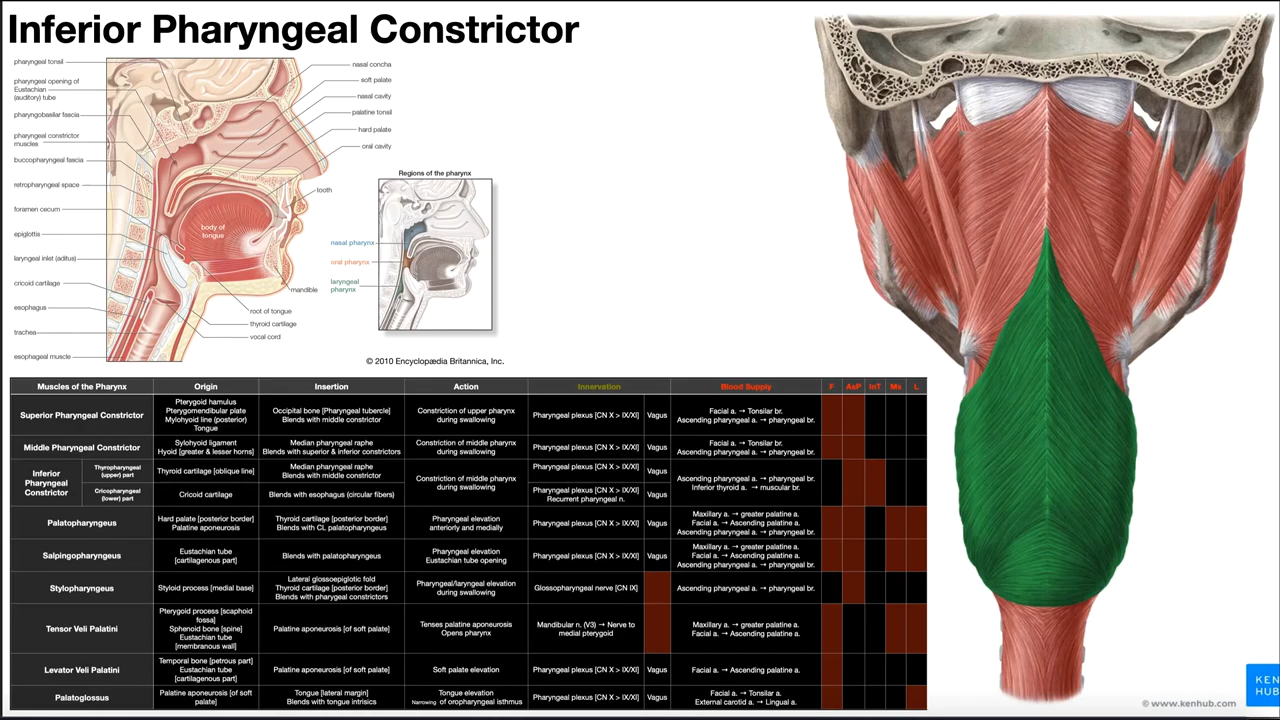 Inferior Pharyngeal Constrictor
pharyngeal tonsil
pharyngeal opening of
Eustachian
(auditory) tube
pharyngobasilar fascia
pharyngeal constrictor
muscles
buccopharyngeal fascia
retropharyngeal space
foramen cecum
epiglottis
laryngeal inlet (aditus)
cricoid cartilage
esophagus
trachea
esophageal muscle
nasal concha
soft palate
nasal cavity
palatine tonsil
hard palate
oral cavity
tooth
body of
tongue
mandible
root of tongue
thyroid cartilage
vocal cord
Regions of the pharynx
nasal pharynx
oral pharynx
laryngeal
pharynx
© 2010 Encyclopædia Britannica, Inc.
Muscles of the Pharynx Origin Insertion Action Innervation Blood Supply F AsP InT Ms L
Superior Pharyngeal Constrictor
Pterygoid hamulus
Pterygomendibular plate
Mylohyoid line (posterior)
Tongue
Occipital bone [Pharyngeal tubercle]
Blends with middle constrictor
Constriction of upper pharynx
during swallowing
Pharyngeal plexus [CN X > IX/XI]
Vagus
Facial a. → Tonsilar br.
Ascending pharyngeal a. → pharyngeal br.
Middle Pharyngeal Constrictor
Sylohyoid ligament
Hyoid [greater & lesser horns]
Median pharyngeal raphe
Blends with superior & inferior constrictors
Constriction of middle pharynx
during swallowing
Pharyngeal plexus [CN X > IX/XI]
Vagus
Facial a. → Tonsilar br.
Ascending pharyngeal a. → pharyngeal br.
Inferior
Pharyngeal
Constrictor
Thyropharyngeal
(upper) part
Thyroid cartilage [oblique line]
Median pharyngeal raphe
Blends with middle constrictor
Constriction of middle pharynx
during swallowing
Pharyngeal plexus [CN X > IX/XI]
Vagus
Ascending pharyngeal a. → pharyngeal br.
Inferior thyroid a. → muscular br.
Cricopharyngeal
(lower) part
Cricoid cartilage
Blends with esophagus (circular fibers)
Pharyngeal plexus [CN X > IX/XI]
Recurrent pharyngeal n.
Vagus
Palatopharyngeus
Hard palate [posterior border]
Palatine aponeurosis
Thyroid cartilage [posterior border]
Blends with CL palatopharyngeus
Pharyngeal elevation
anteriorly and medially
Pharyngeal plexus [CN X > IX/XI]
Vagus
Maxillary a. → greater palatine a.
Facial a. → Ascending palatine a.
Ascending pharyngeal a. → pharyngeal br.
Salpingopharyngeus
Eustachian tube
[cartilagenous part]
Blends with palatopharyngeus
Pharyngeal elevation
Eustachian tube opening
Pharyngeal plexus [CN X > IX/XI]
Vagus
Maxillary a. → greater palatine a.
Facial a. → Ascending palatine a.
Ascending pharyngeal a. → pharyngeal br.
Stylopharyngeus
Styloid process [medial base]
Lateral glossoepiglotic fold
Thyroid cartilage [posterior border]
Blends with pharygeal constrictors
Pharyngeal/laryngeal elevation
during swallowing
Glossopharyngeal nerve [CN IX]
Ascending pharyngeal a. → pharyngeal br.
Tensor Veli Palatini
Pterygoid process [scaphoid
fossa]
Sphenoid bone [spine]
Eustachian tube
[membranous wall]
Palatine aponeurosis [of soft palate]
Tenses palatine aponeurosis
Opens pharynx
Mandibular n. (V3) → Nerve to
medial pterygoid
Maxillary a. → greater palatine a.
Facial a. → Ascending palatine a.
Levator Veli Palatini
Temporal bone [petrous part]
Eustachian tube
[cartilagenous part]
Palatine aponeurosis [of soft palate]
Soft palate elevation
Pharyngeal plexus [CN X > IX/XI]
Vagus
Facial a. → Ascending palatine a.
Palatoglossus
Palatine aponeurosis [of soft
palate]
Tongue [lateral margin]
Blends with tongue intrisics
Tongue elevation
Narrowing of oropharyngeal isthmus
Pharyngeal plexus [CN X > IX/XI]
Vagus
Facial a. → Tonsilar a.
External carotid a. → Lingual a.
KEN
HUB
© www.kenhub.com